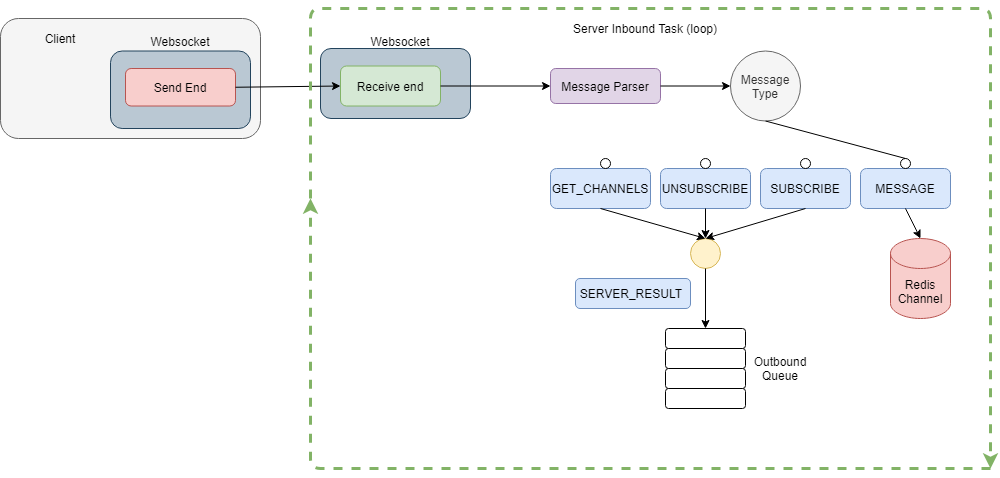 Server Inbound Task (loop)
Client
Websocket
Websocket
Send End
Receive end
Message Parser
Message
Type
GET_CHANNELS
UNSUBSCRIBE
SUBSCRIBE
MESSAGE
SERVER_RESULT
Redis
Channel
Outbound
Queue